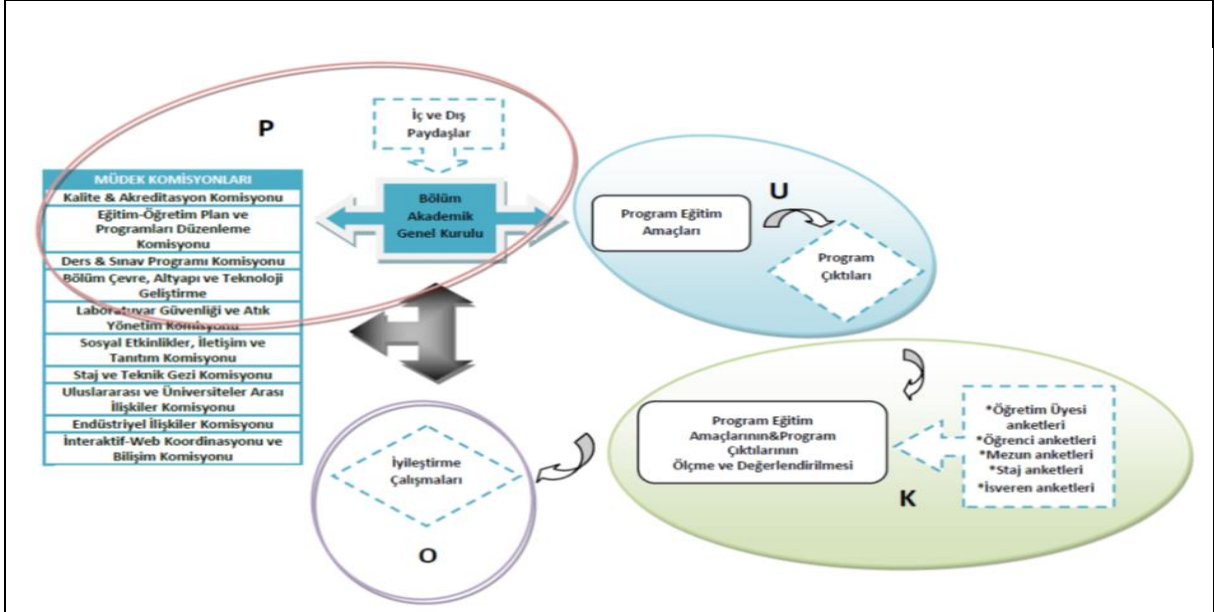 P
İç ve Dış
Paydaşlar
MÜDEK KOMİSYONLARI
Kalite & Akreditasyon Komisyonu
Eğitim-Öğretim Plan ve
Programları Düzenleme
Komisyonu
Ders & Sınav Programı Komisyonu
Bölüm Çevre, Altyapı ve Teknoloji
Geliştirme
Laboratuvar Güvenliği ve Atık
Yönetim Komisyonu
Sosyal Etkinlikler, İletişim ve
Tanıtım Komisyonu
Staj ve Teknik Gezi Komisyonu
Uluslararası ve Üniversiteler Arası
İlişkiler Komisyonu
Endüstriyel İlişkiler Komisyonu
İnteraktif-Web Koordinasyonu ve
Bilişim Komisyonu
Bölüm
Akademik
Genel Kurulu
U
Program Eğitim
Amaçları
Program
Çıktıları
Program Eğitim
Amaçlarının&Program
Çıktılarının
Ölçme ve Değerlendirilmesi
*Öğretim Üyesi
anketleri
*Öğrenci anketleri
*Mezun anketleri
*Staj anketleri
*İsveren anketleri
K
İyileştirme
Çalışmaları
O